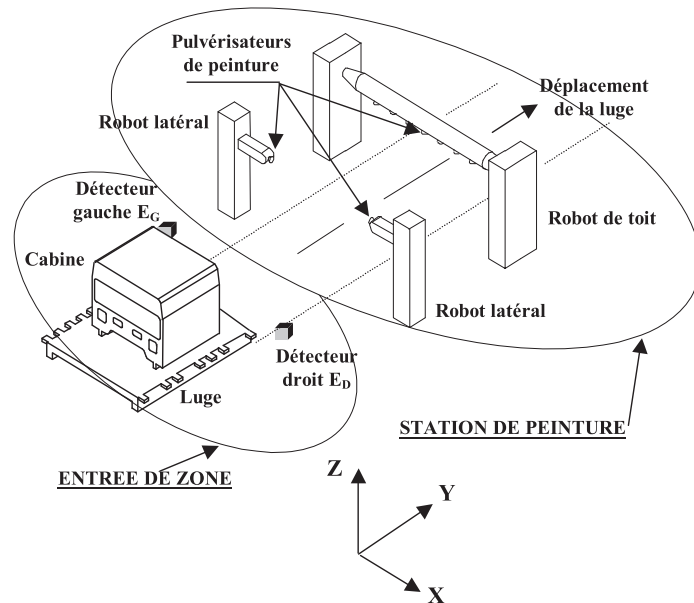 Pulvérisateurs
de peinture
Déplacement
de la luge
Robot latéral
Détecteur
gauche E_G
Robot de toit
Cabine
Robot latéral
Détecteur
droit E_D
Luge
STATION DE PEINTURE
ENTREE DE ZONE
Z
Y
X